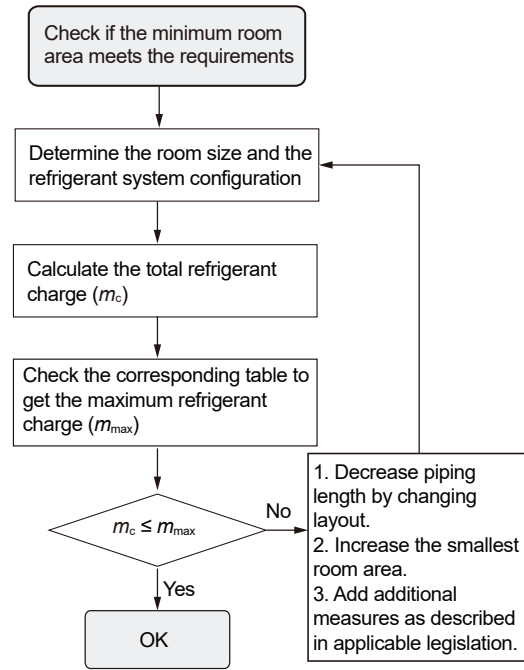 Check if the minimum room
area meets the requirements
Determine the room size and the
refrigerant system configuration
Calculate the total refrigerant
charge (mc)
Check the corresponding table to
get the maximum refrigerant
charge (mmax)
mc ≤ mmax
No
Yes
OK
1. Decrease piping
length by changing
layout.
2. Increase the smallest
room area.
3. Add additional
measures as described
in applicable legislation.